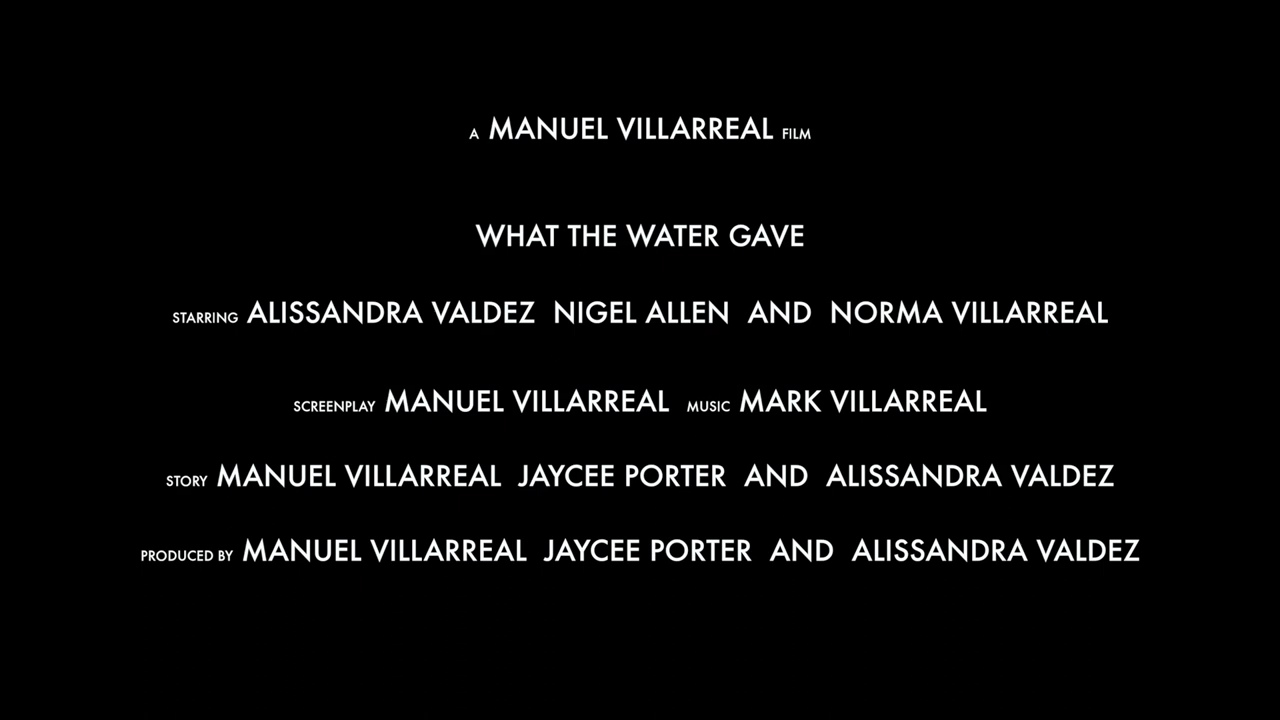 A MANUEL VILLARREAL FILM
WHAT THE WATER GAVE
STARRING ALISSANDRA VALDEZ NIGEL ALLEN AND NORMA VILLARREAL
SCREENPLAY MANUEL VILLARREAL MUSIC MARK VILLARREAL
STORY MANUEL VILLARREAL JAYCEE PORTER AND ALISSANDRA VALDEZ
PRODUCED BY MANUEL VILLARREAL JAYCEE PORTER AND ALISSANDRA VALDEZ